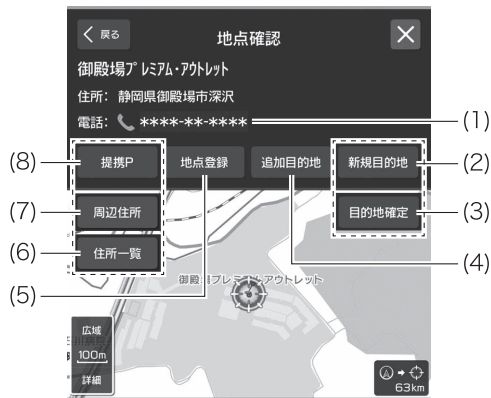 戻る
地点確認
御殿場プレミアム・アウトレット
住所: 静岡県御殿場市深沢
電話: ***-**-****
(1)
(8)
提携P
地点登録
追加目的地
新規目的地
(2)
(7)
周辺住所
目的地確定
(3)
(6)
住所一覧
(5)
(4)
御殿場プレミアム・アウトレット
広域
100m
詳細
63km